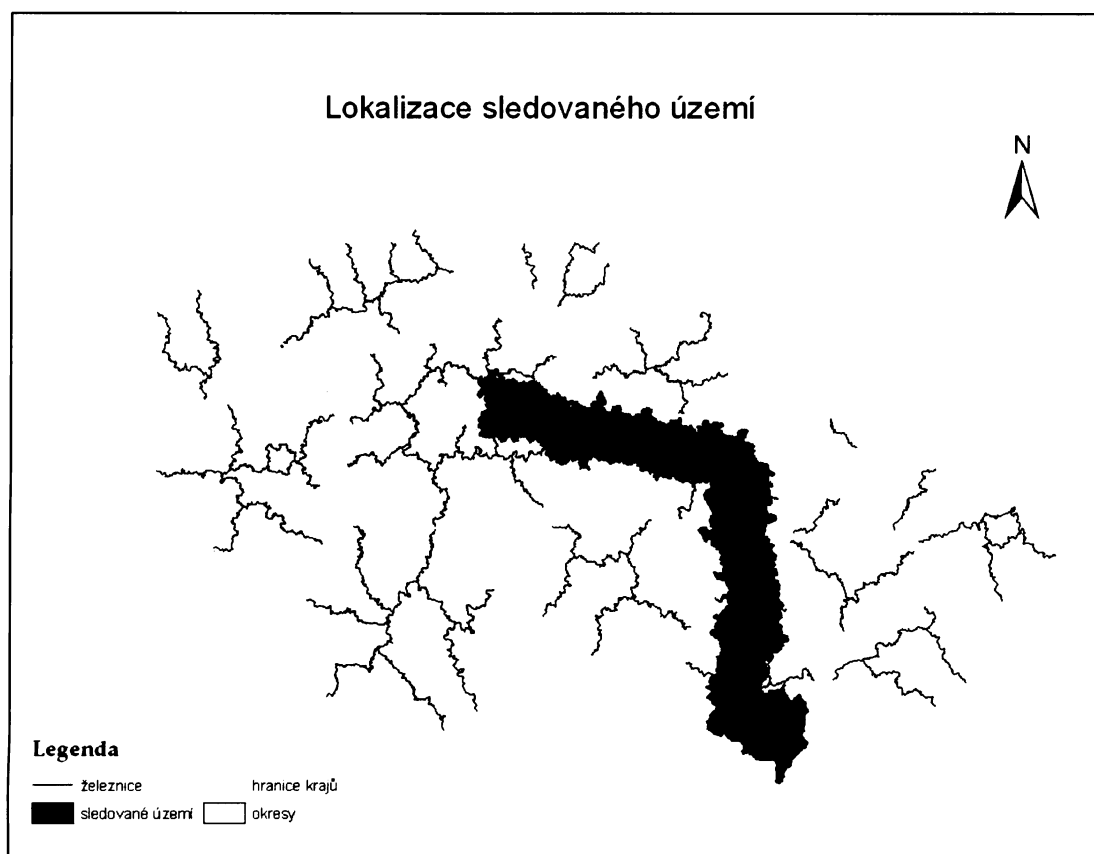 Lokalizace sledovaného území
N
Legenda
železnice
hranice krajů
sledované území
okresy